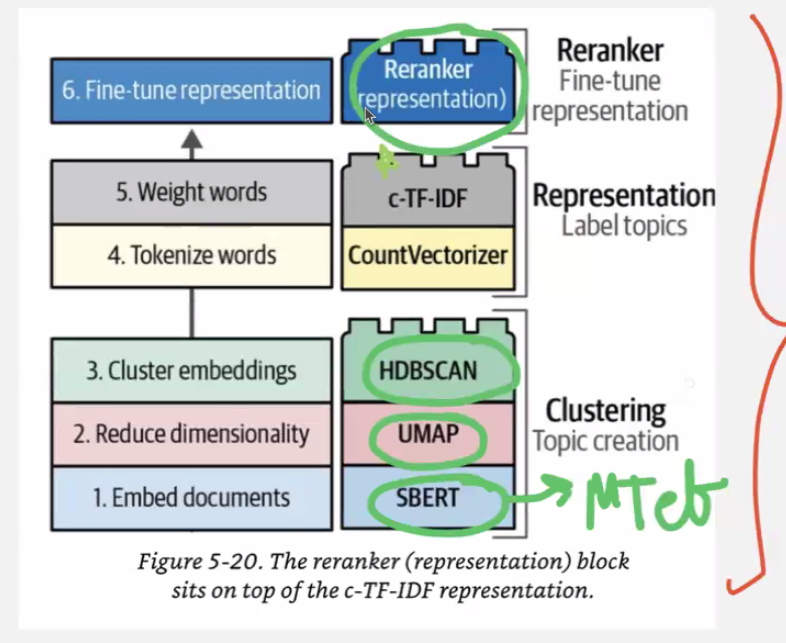 6. Fine-tune representation
Reranker
representation)
Reranker
Fine-tune
representation
5. Weight words
c-TF-IDF
Representation
Label topics
4. Tokenize words
CountVectorizer
3. Cluster embeddings
HDBSCAN
Clustering
Topic creation
2. Reduce dimensionality
UMAP
1. Embed documents
SBERT
MTeb
Figure 5-20. The reranker (representation) block
sits on top of the c-TF-IDF representation.